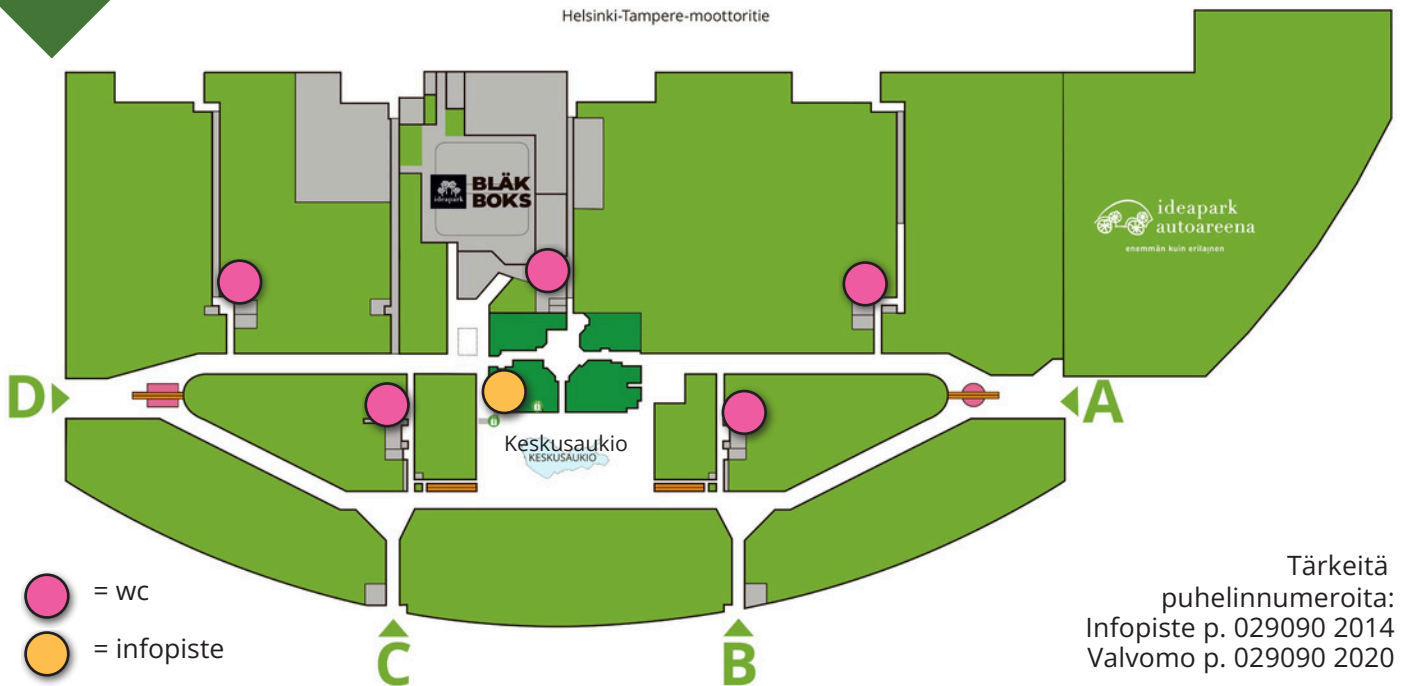 Helsinki-Tampere-moottoritie
ideapark
BLÄK
BOKS
ideapark
autoareena
enemmän kuin erilainen
D
A
Keskusaukio
KESKUSAUKIO
C
B
= wc
= infopiste
Tärkeitä
puhelinnumeroita:
Infopiste p. 029090 2014
Valvomo p. 029090 2020